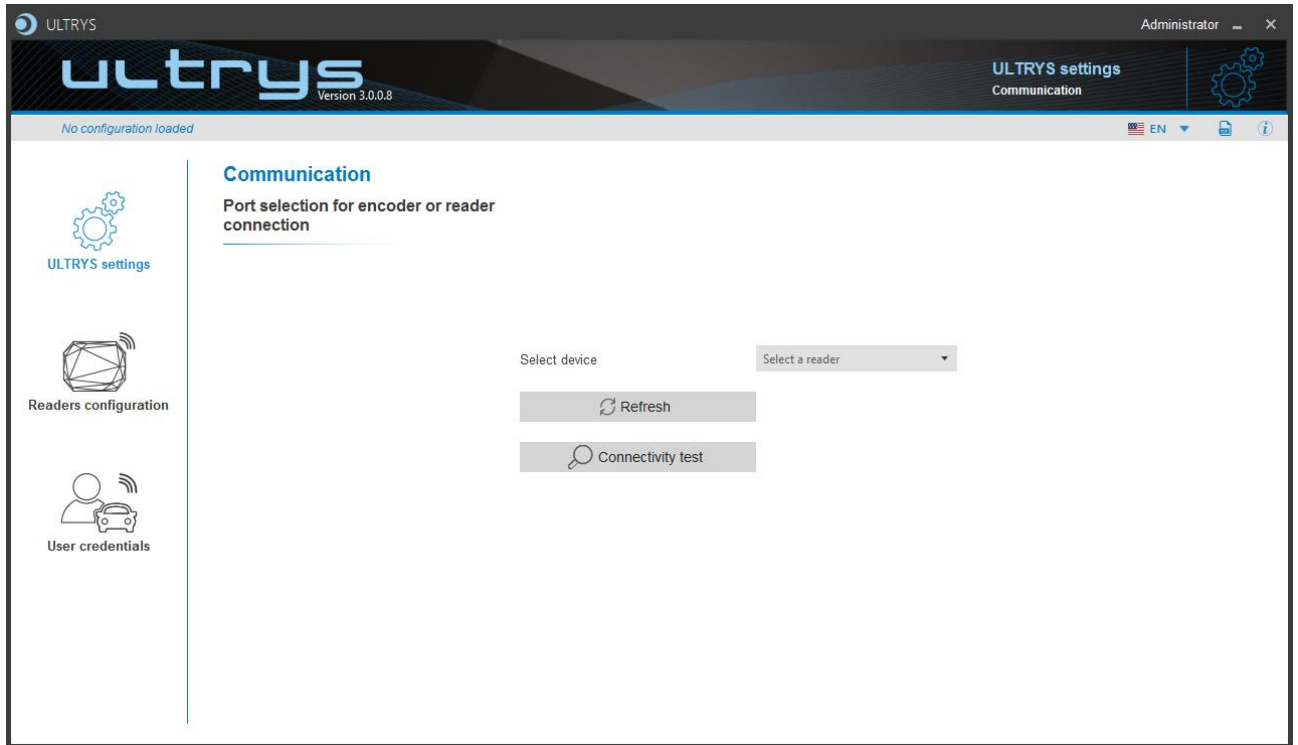 ULTRYS
Administrator
ultrys
Version 3.0.0.8
ULTRYS settings
Communication
No configuration loaded
EN
Communication
Port selection for encoder or reader
connection
ULTRYS settings
Select device
Select a reader
Refresh
Readers configuration
Connectivity test
User credentials